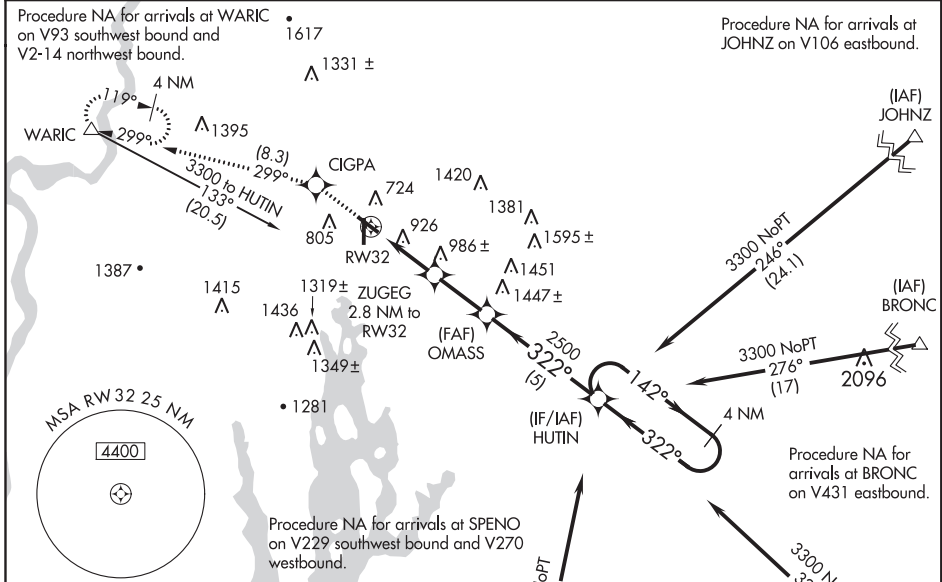 Procedure NA for arrivals at WARIC
on V93 southwest bound and
V2-14 northwest bound.
1617
Procedure NA for arrivals at
JOHNZ on V106 eastbound.
1331 ±
4 NM
119°
WARIC
299°
1395
(8.3)
299°
CIGPA
3300 to HUTIN
133°
(20.5)
(IAF)
JOHNZ
724
1420
1381
805
926
RW32
986 ±
1595 ±
1451
1447 ±
3300 NoPT
246°
(24.1)
1387
1415
1319±
1436
ZUGEG
2.8 NM to
RW32
(FAF)
OMASS
1349±
2500
322°
(5)
(IAF)
BRONC
3300 NoPT
276°
(17)
2096
1281
142°
4 NM
(IF/IAF)
HUTIN
322°
MSA RW32 25 NM
4400
Procedure NA for
arrivals at BRONC
on V431 eastbound.
Procedure NA for arrivals at SPENO
on V229 southwest bound and V270
westbound.
NoPT
3300 N